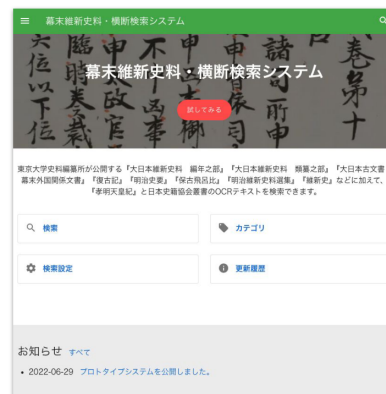 幕末維新史料・横断検索システム
幕末維新史料・横断検索システム
試してみる
東京大学史料編纂所が公開する『大日本維新史料 編年之部』『大日本維新史料 類纂之部』『大日本古文書
幕末外国関係文書』『復古記』『明治史要』『保古飛呂比』『明治維新史料選集』『維新史』などに加えて、
『孝明天皇紀』と日本史籍協会叢書のOCRテキストを検索できます。
検索
カテゴリ
検索設定
更新履歴
お知らせ すべて
• 2022-06-29 プロトタイプシステムを公開しました。